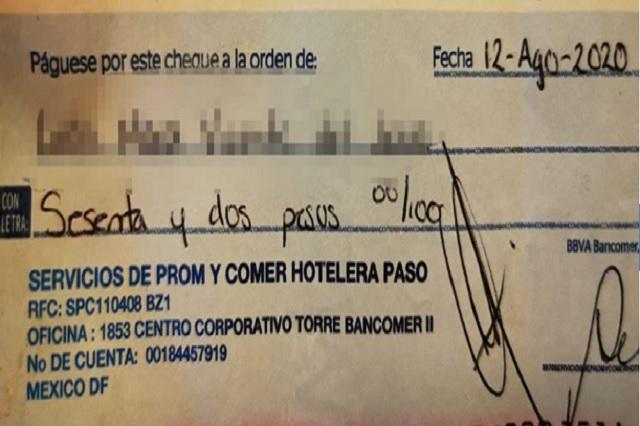 Páguese por este cheque a la orden de:
Fecha 12-Ago-2020
CON LETRA: Sesenta y dos pesos 00/100
BBVA Bancomer,
SERVICIOS DE PROM Y COMER HOTELERA PASO
RFC: SPC110408 BZ1
OFICINA : 1853 CENTRO CORPORATIVO TORRE BANCOMER II
No DE CUENTA: 00184457919
MEXICO DF